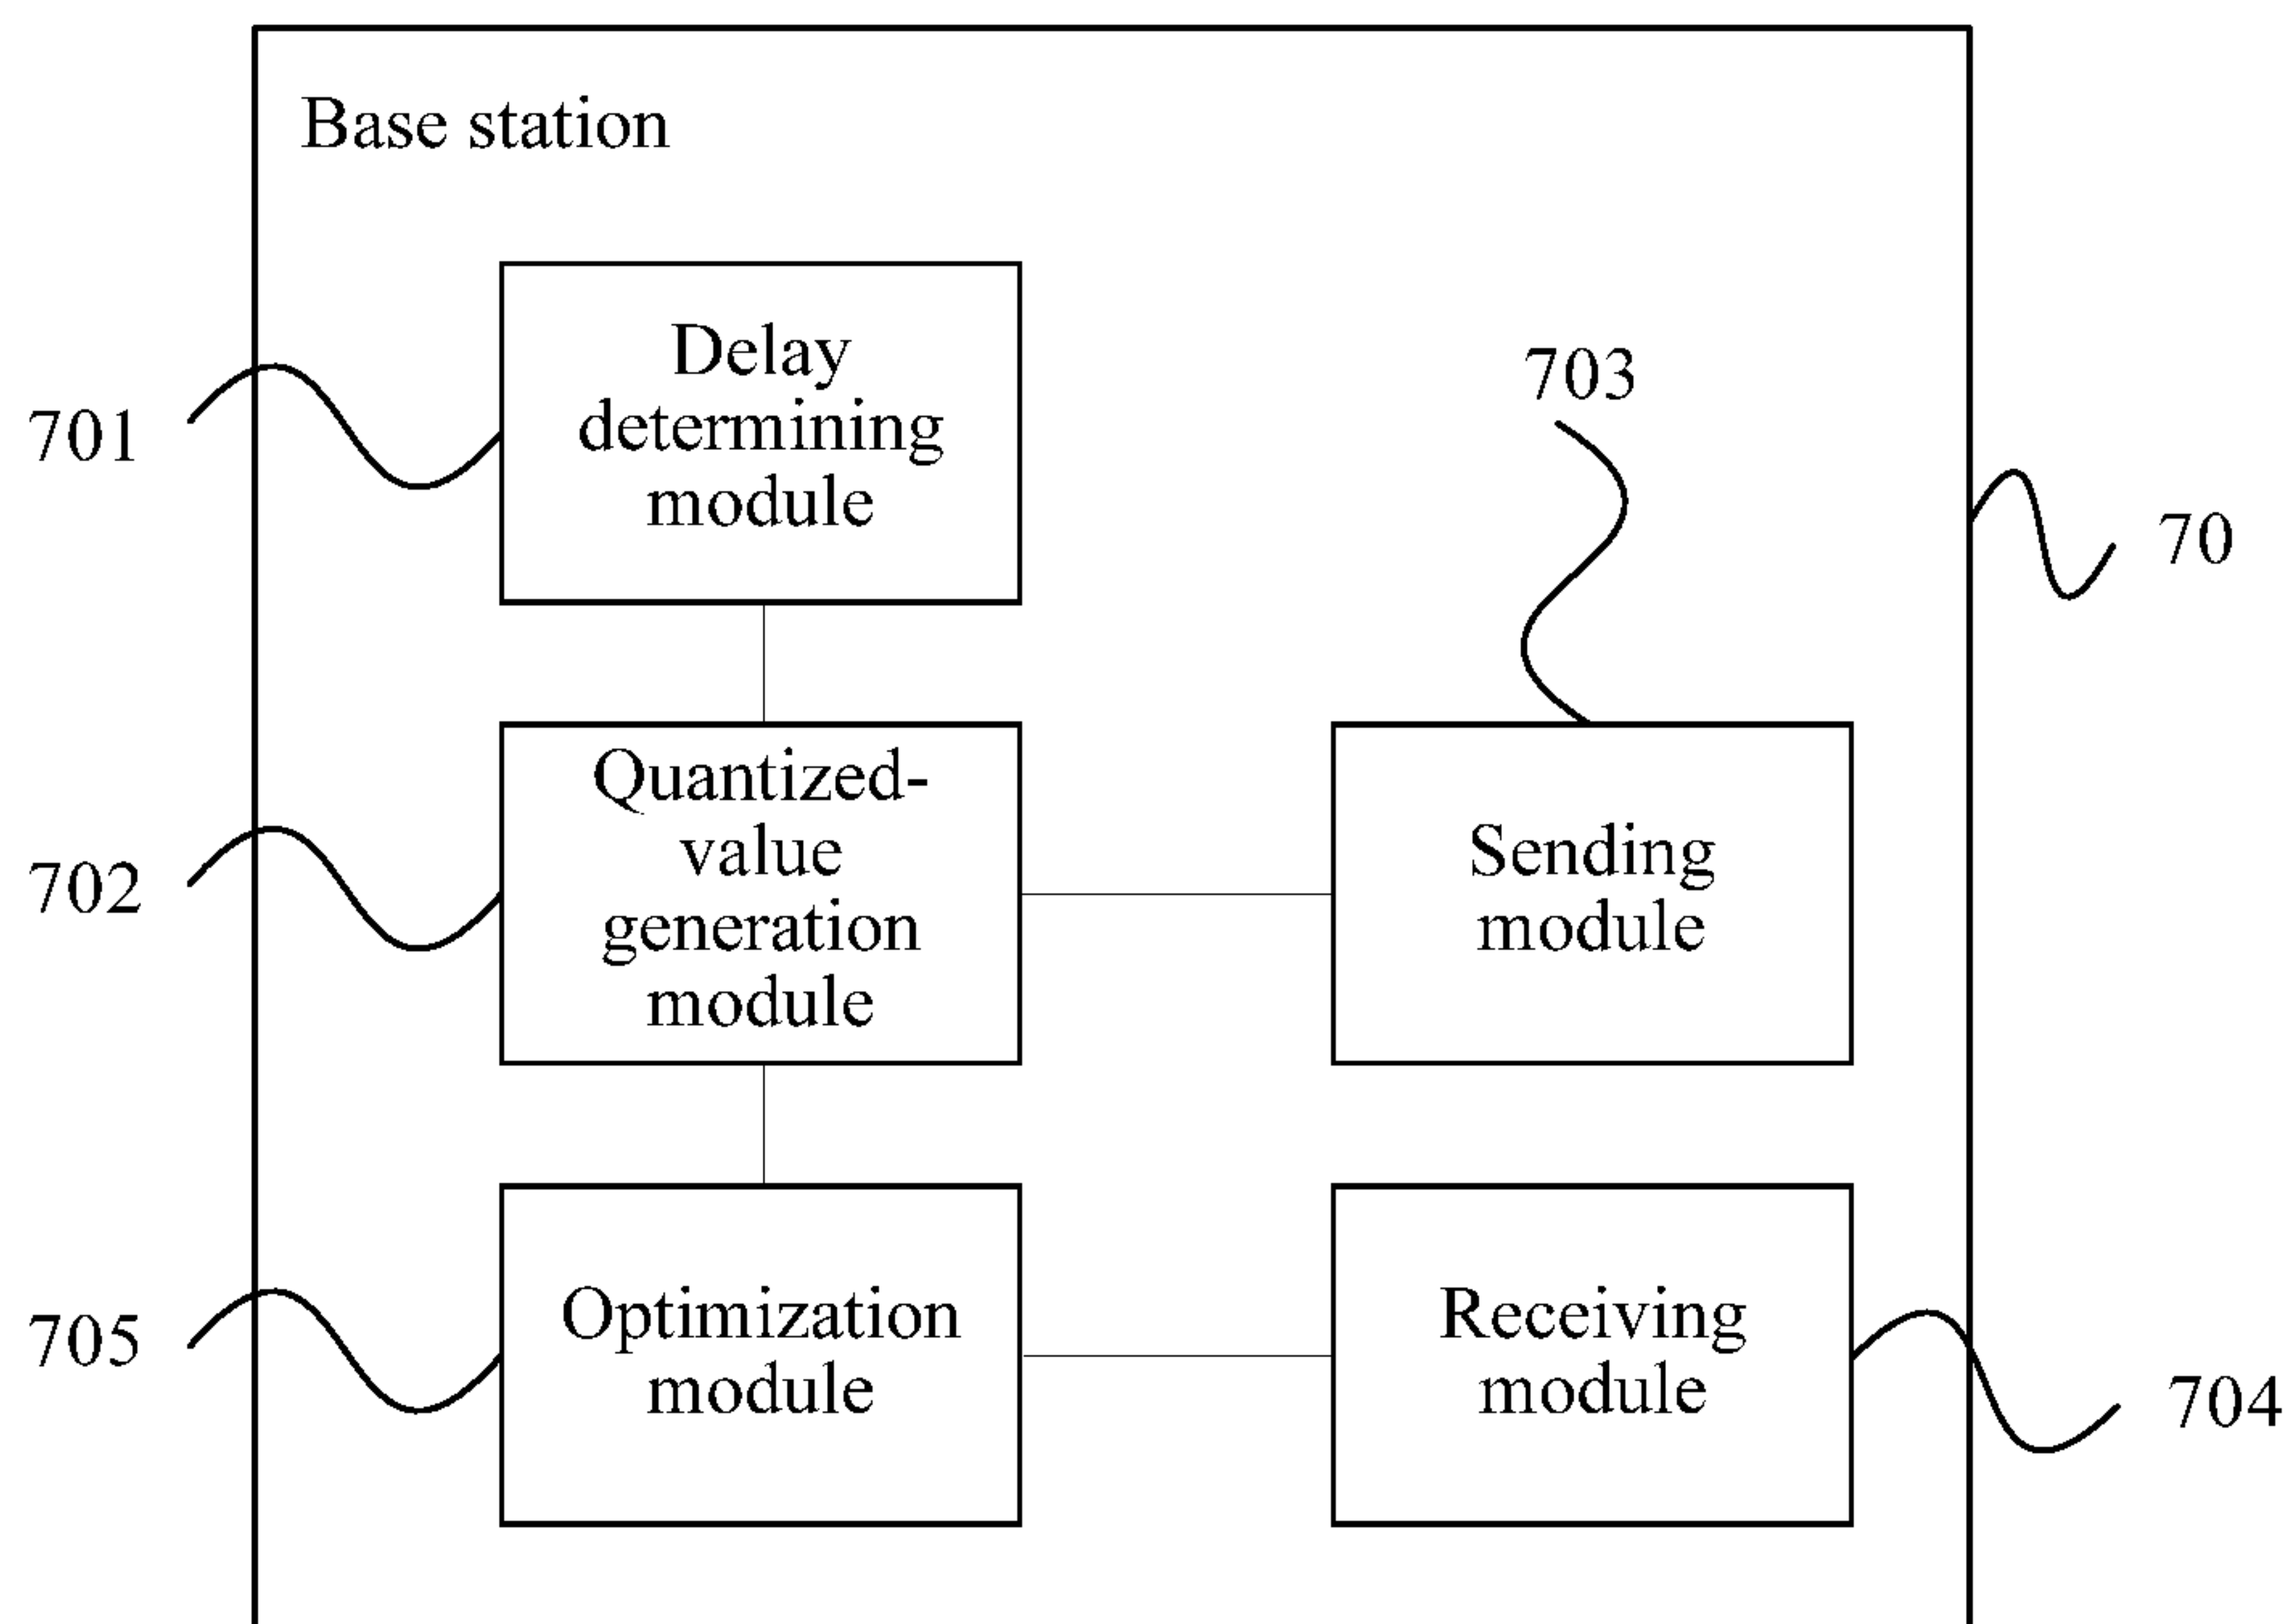 Base station
Delay
determining
module
701
703
70
Quantized-
value
generation
module
702
Sending
module
Optimization
module
705
Receiving
module
704